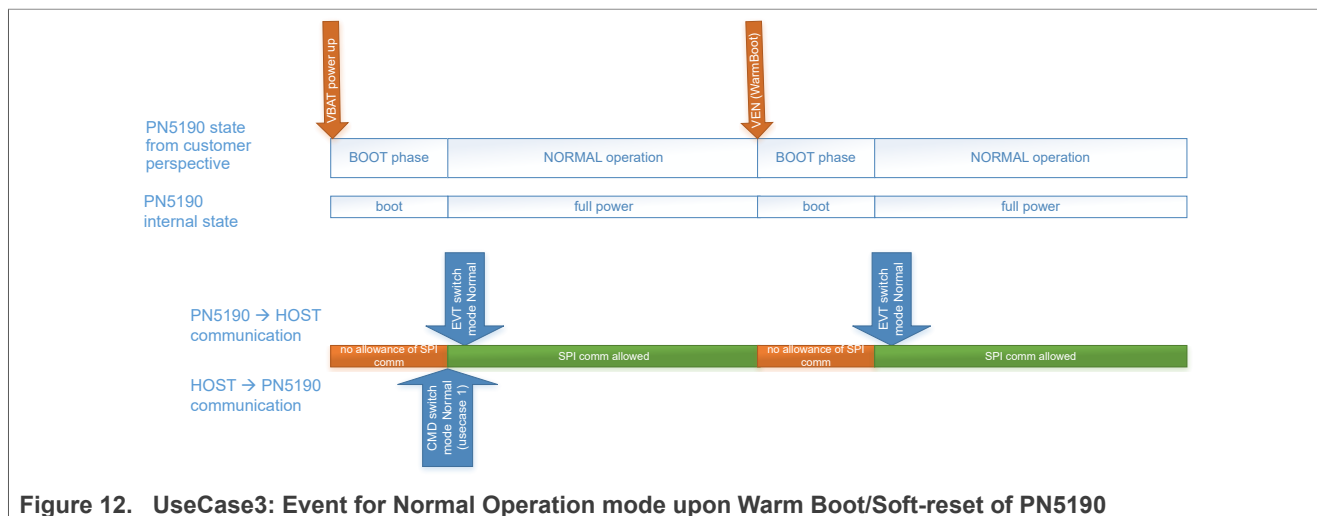 VBAT power up
VEN (WarmBoot)
PN5190 state
from customer
perspective
BOOT phase
NORMAL operation
BOOT phase
NORMAL operation
PN5190
internal state
boot
full power
boot
full power
EVT switch
mode Normal
EVT switch
mode Normal
PN5190 → HOST
communication
no allowance of SPI
comm
SPI comm allowed
no allowance of SPI
comm
SPI comm allowed
HOST → PN5190
communication
CMD switch
mode Normal
(usecase 1)
Figure 12. UseCase3: Event for Normal Operation mode upon Warm Boot/Soft-reset of PN5190